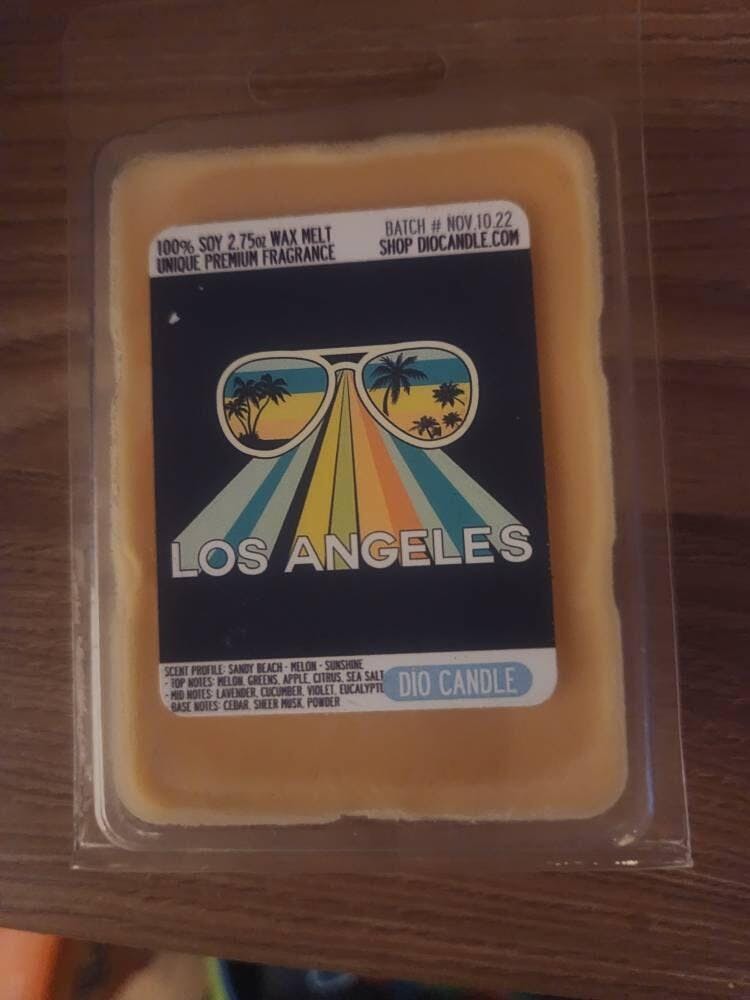 100% SOY 2.75oz WAX MELT
UNIQUE PREMIUM FRAGRANCE
BATCH # NOV.10.22
SHOP DIOCANDLE.COM
LOS ANGELES
SCENT PROFILE: SANDY BEACH - MELON - SUNSHINE
- TOP NOTES: MELON, GREENS, APPLE, CITRUS, SEA SALT
- MID NOTES: LAVENDER, CUCUMBER, VIOLET, EUCALYPTU
BASE NOTES: CEDAR, SHEER MUSK, POWDER
DIO CANDLE